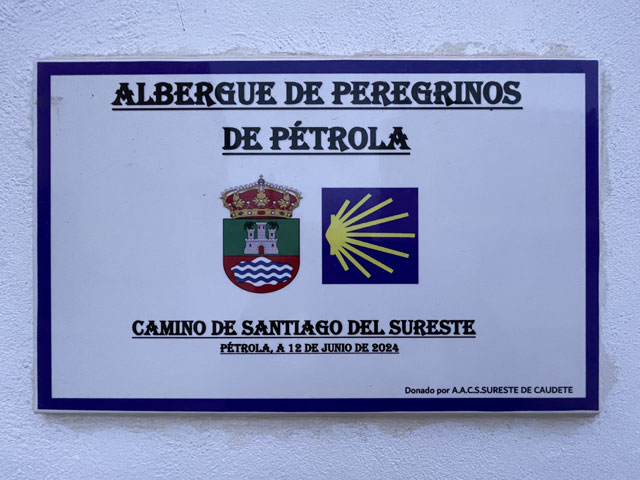 ALBERGUE DE PEREGRINOS
DE PÉTROLA
CAMINO DE SANTIAGO DEL SURESTE
PÉTROLA, A 12 DE JUNIO DE 2024
Donado por A.A.C.S.SURESTE DE CAUDETE